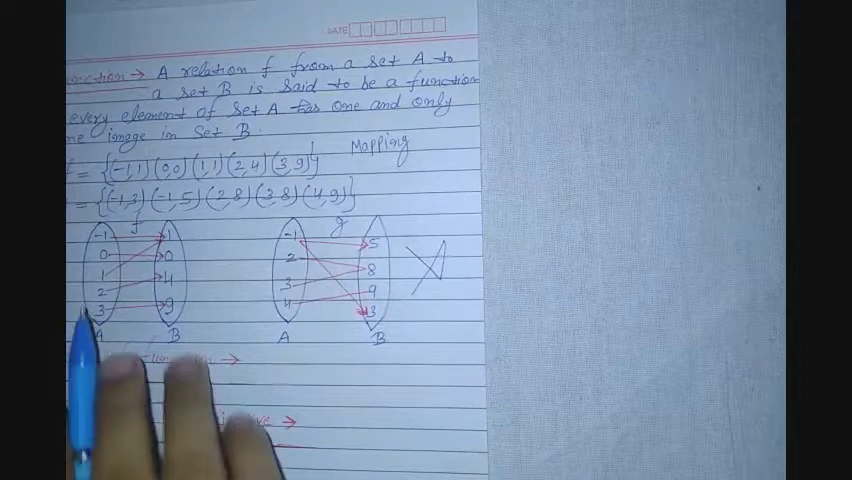 DATE
A relation f from a set A to
a set B is said to be a function
every element of set A has one and only
image in set B.
= {(-1,1) (0,0) (1,1) (2,4) (3,9)} Mapping
= {(-1,3) (-1,5) (2,8) (3,8) (4,9)}
f g
-1 1 -1 5
0 0 2 8
1 4 3 9
2 9 4 3
3
A B A B
→
→